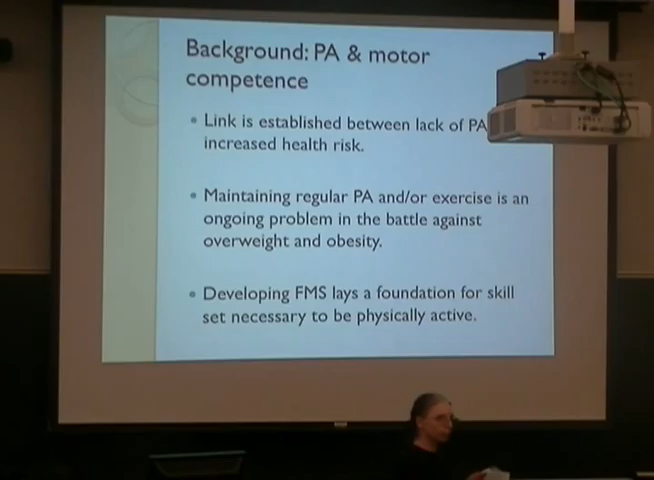 Background: PA & motor
competence
Link is established between lack of PA
increased health risk.
Maintaining regular PA and/or exercise is an
ongoing problem in the battle against
overweight and obesity.
Developing FMS lays a foundation for skill
set necessary to be physically active.